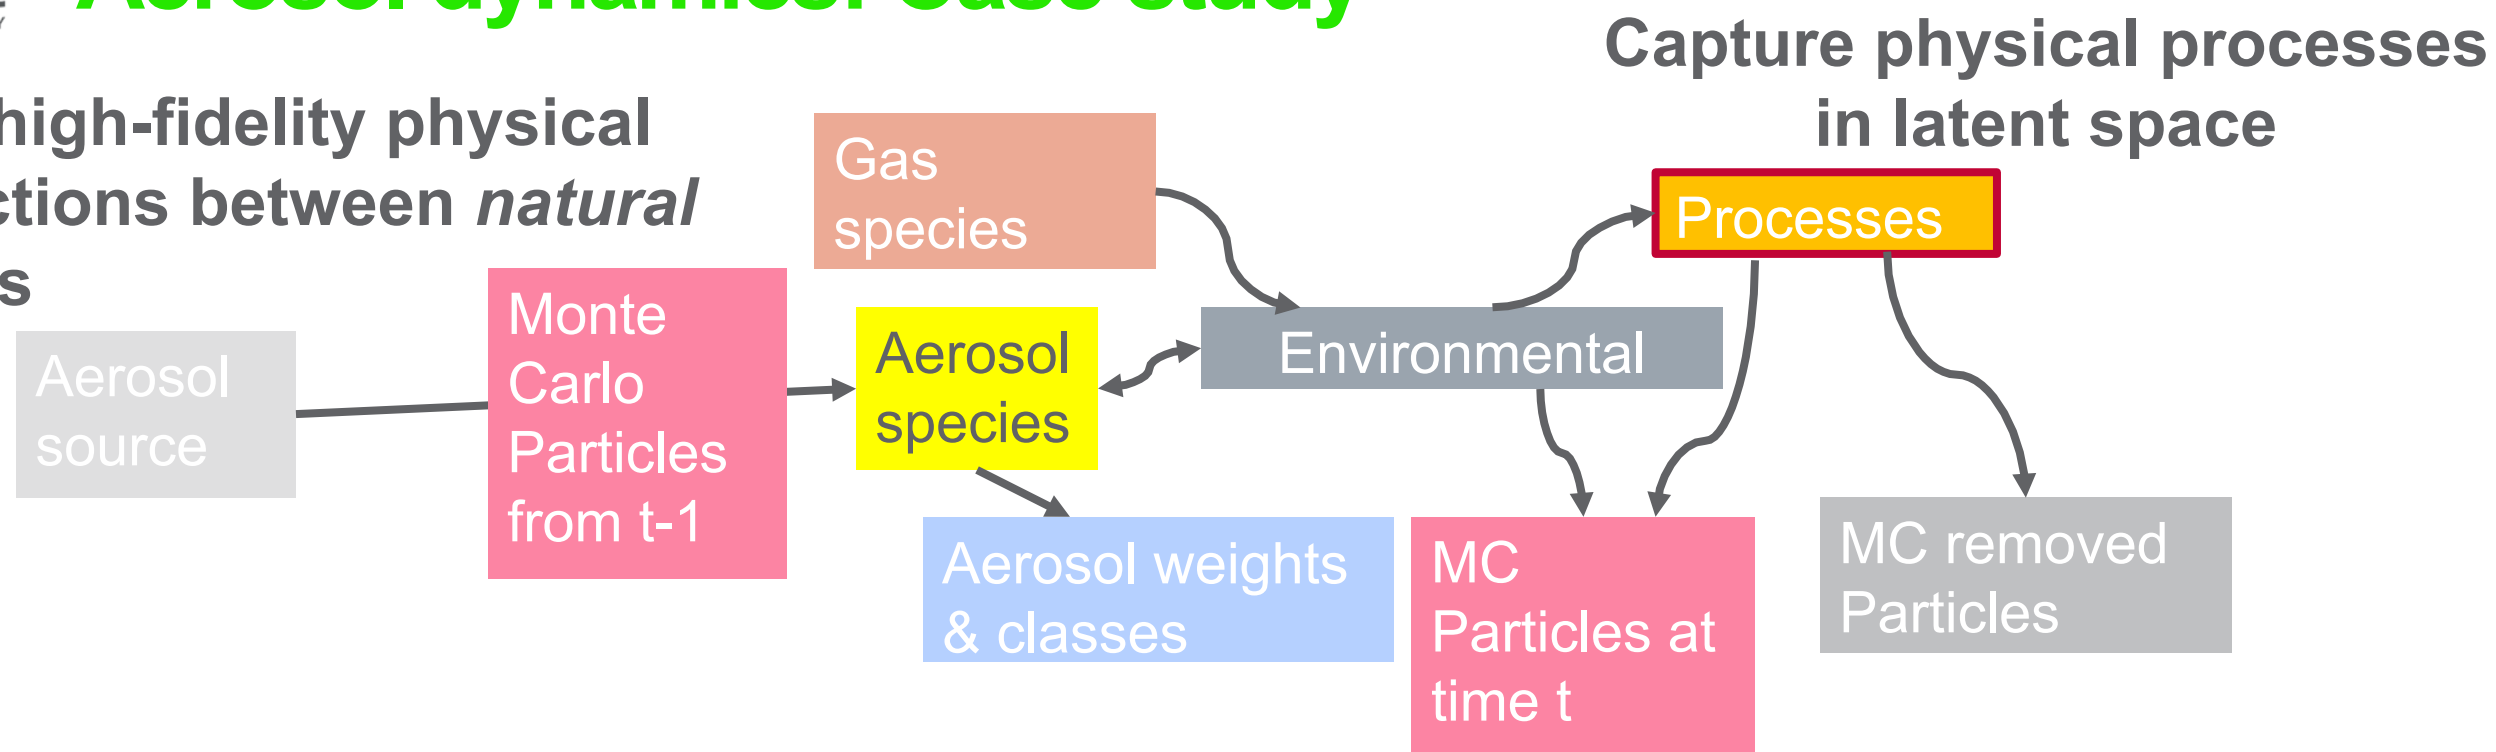 Capture physical processes
in latent space
high-fidelity physical
between natural
Gas
species
Processes
Monte
Carlo
Particles
from t-1
Aerosol
source
Aerosol
species
Environmental
Aerosol weights
& classes
MC
Particles at
time t
MC removed
Particles